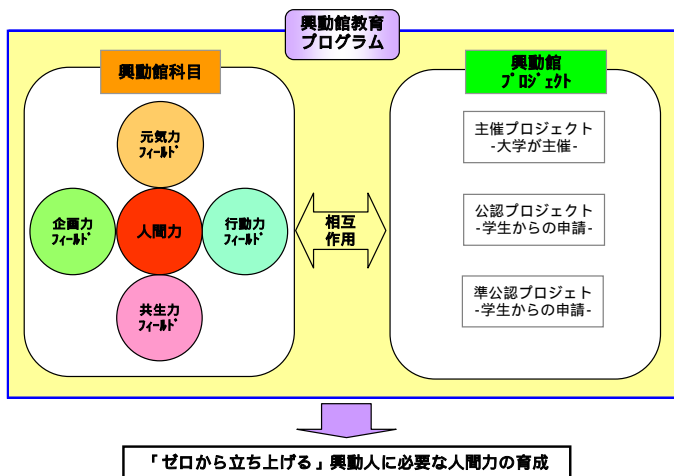 興動館教育
プログラム
興動館科目
興動館
ﾌﾟﾛｼﾞｪｸﾄ
元気力
ﾌｨｰﾙﾄﾞ
企画力
ﾌｨｰﾙﾄﾞ
人間力
行動力
ﾌｨｰﾙﾄﾞ
共生力
ﾌｨｰﾙﾄﾞ
相互
作用
主催プロジェクト
-大学が主催-
公認プロジェクト
-学生からの申請-
準公認プロジェト
-学生からの申請-
「ゼロから立ち上げる」興動人に必要な人間力の育成